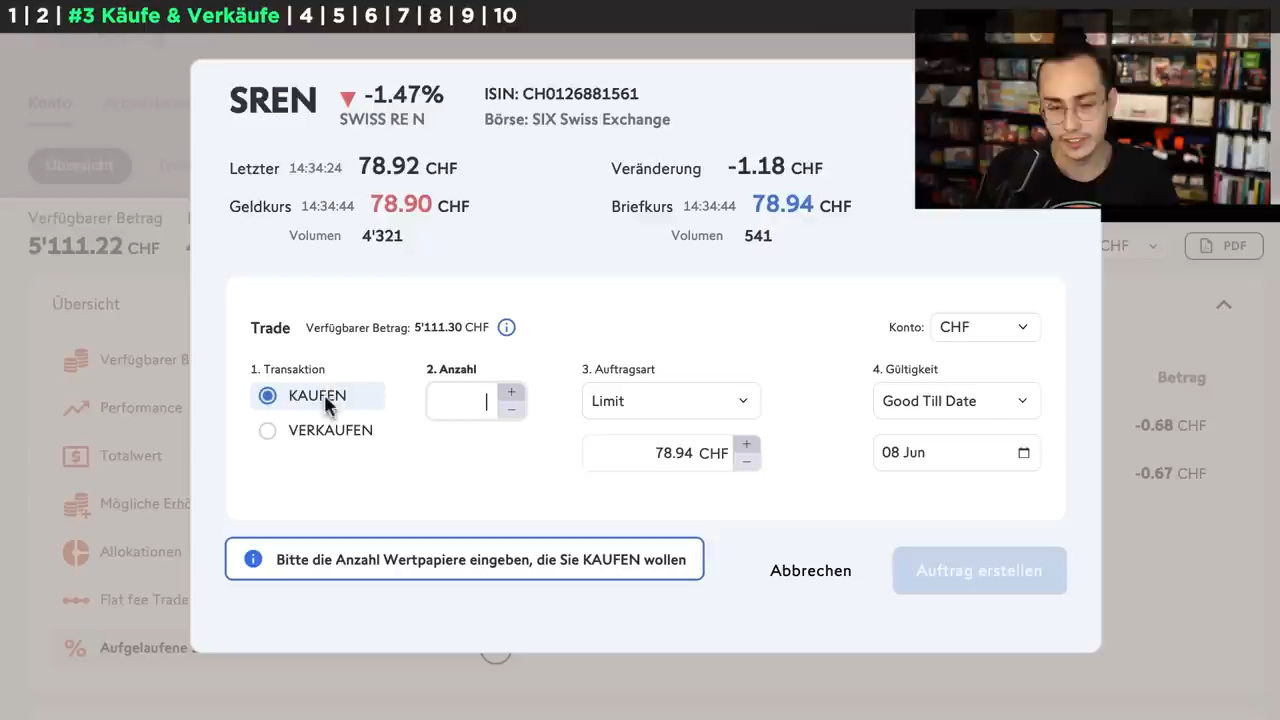 1 | 2 | #3 Käufe & Verkäufe | 4 | 5 | 6 | 7 | 8 | 9 | 10
Konto
Übersicht
Verfügbarer Betrag
5'111.22 CHF
CHF
PDF
Übersicht
Verfügbarer B
Performance
Totalwert
Mögliche Erhö
Allokationen
Flat fee Trade
Aufgelaufene
Betrag
-0.68 CHF
-0.67 CHF
SREN
-1.47%
SWISS RE N
ISIN: CH0126881561
Börse: SIX Swiss Exchange
Letzter 14:34:24 78.92 CHF
Veränderung -1.18 CHF
Geldkurs 14:34:44 78.90 CHF
Briefkurs 14:34:44 78.94 CHF
Volumen 4'321
Volumen 541
Trade Verfügbarer Betrag: 5'111.30 CHF
Konto: CHF
1. Transaktion
KAUFEN
VERKAUFEN
2. Anzahl
3. Auftragsart
Limit
78.94 CHF
4. Gültigkeit
Good Till Date
08 Jun
Bitte die Anzahl Wertpapiere eingeben, die Sie KAUFEN wollen
Abbrechen
Auftrag erstellen